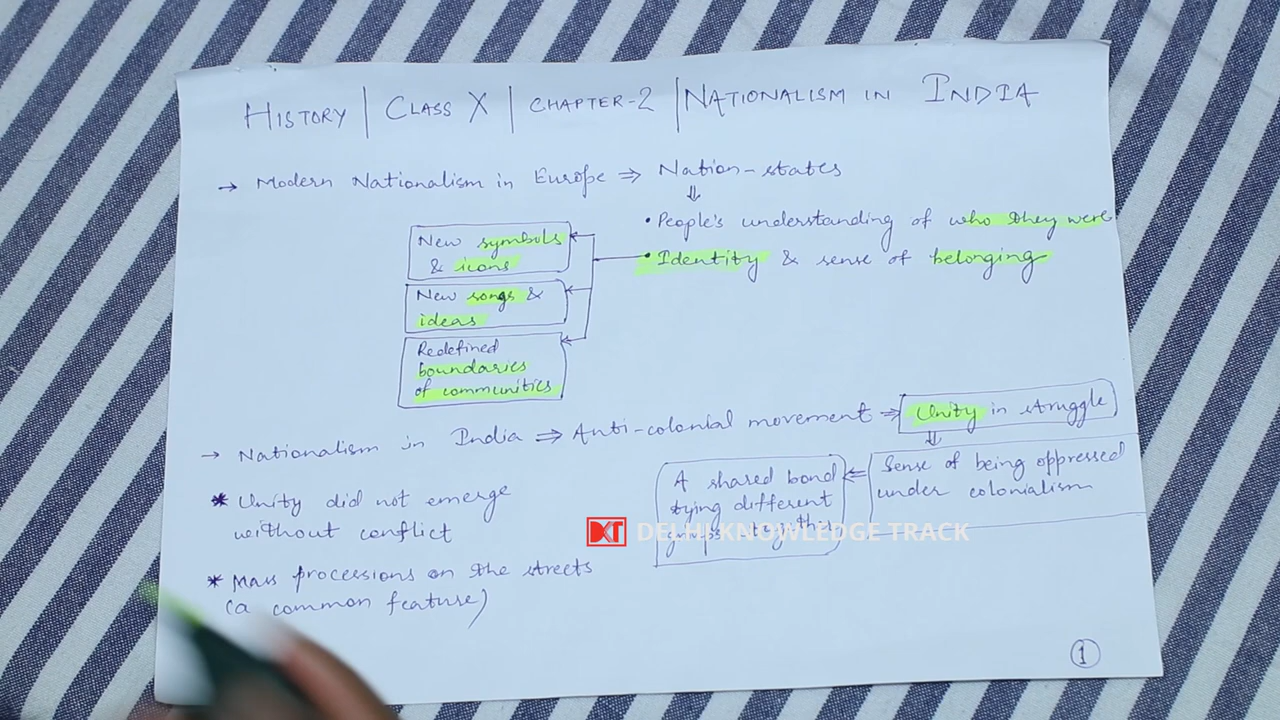 HISTORY | CLASS X | CHAPTER-2 | NATIONALISM IN INDIA
→ Modern Nationalism in Europe ⇒ Nation-states
⇓
• People's understanding of who they were
• Identity & sense of belonging
New symbols
& icons
New songs &
ideas
Redefined
boundaries
of communities
→ Nationalism in India ⇒ Anti-colonial movement ⇒ Unity in struggle
⇓
Sense of being oppressed
under colonialism
⇐
A shared bond
tying different
groups together
* Unity did not emerge
without conflict
* Mass processions on the streets
(a common feature)
DKT DELHI KNOWLEDGE TRACK
1